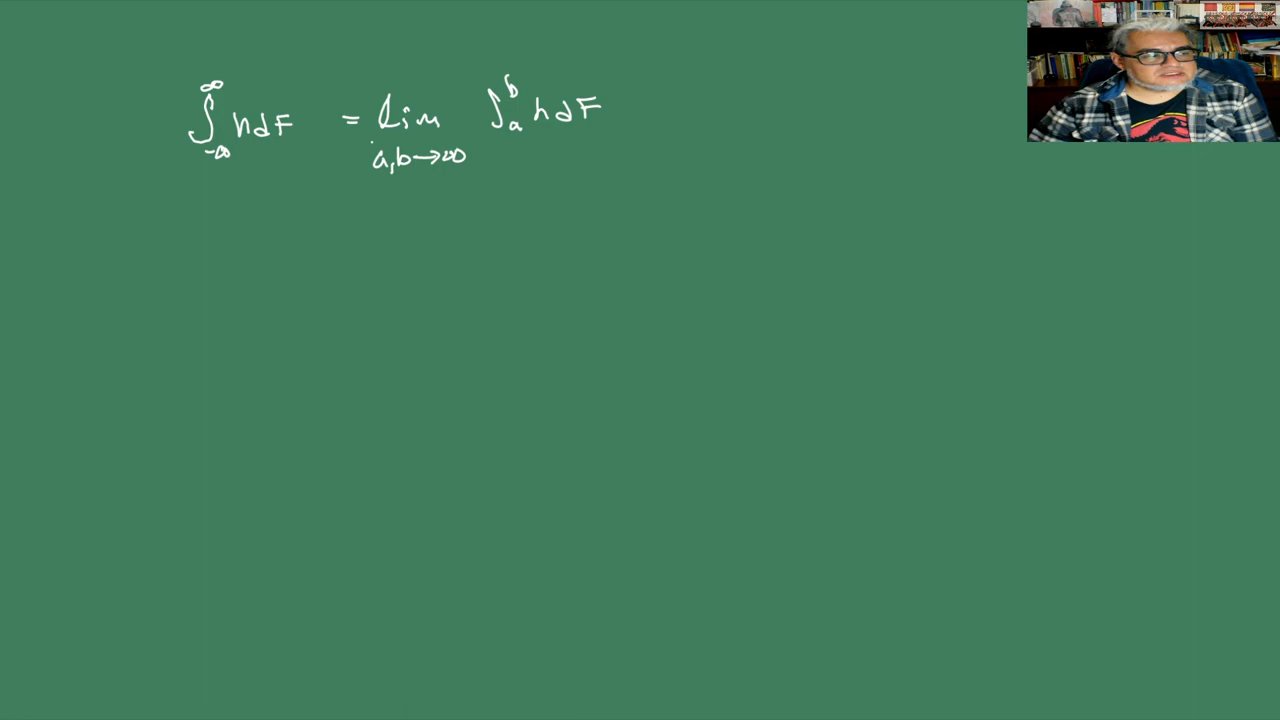 ∫_{-∞}^{∞} h dF = Lim_{a,b→∞} ∫_a^b h dF